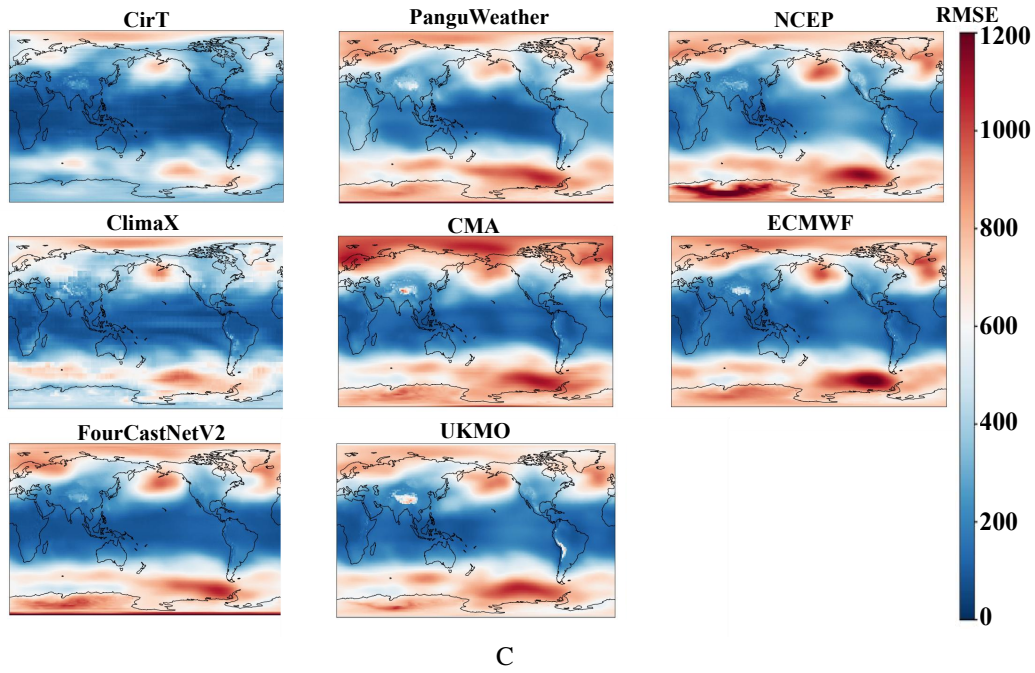 CirT
PanguWeather
NCEP
RMSE
1200
1000
800
600
400
200
0
ClimaX
CMA
ECMWF
FourCastNetV2
UKMO
C